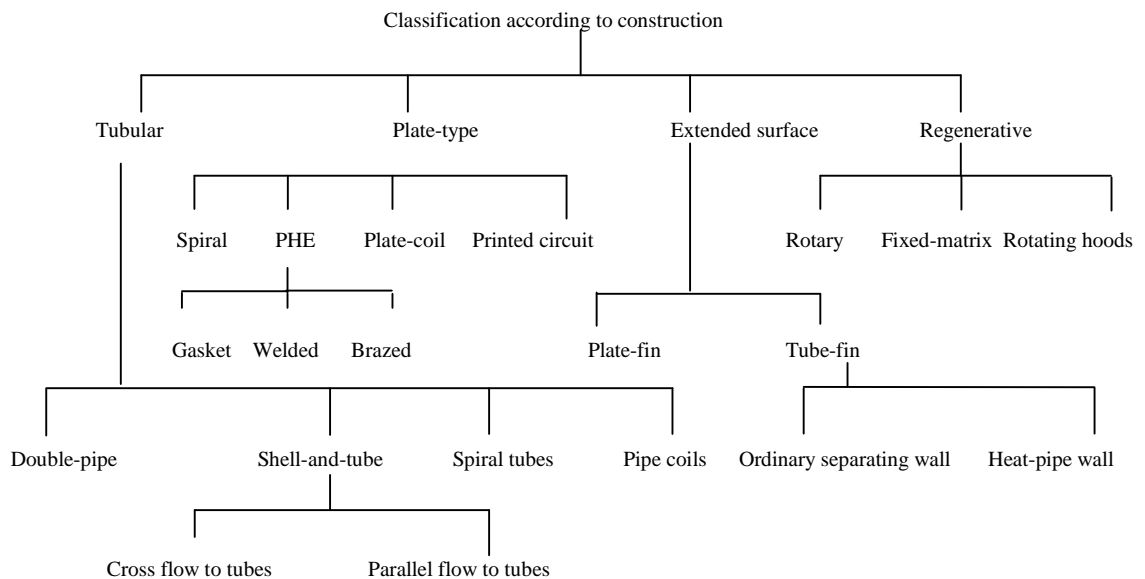 Classification according to construction
Tubular Plate-type Extended surface Regenerative
Spiral PHE Plate-coil Printed circuit Rotary Fixed-matrix Rotating hoods
Gasket Welded Brazed Plate-fin Tube-fin
Double-pipe Shell-and-tube Spiral tubes Pipe coils Ordinary separating wall Heat-pipe wall
Cross flow to tubes Parallel flow to tubes